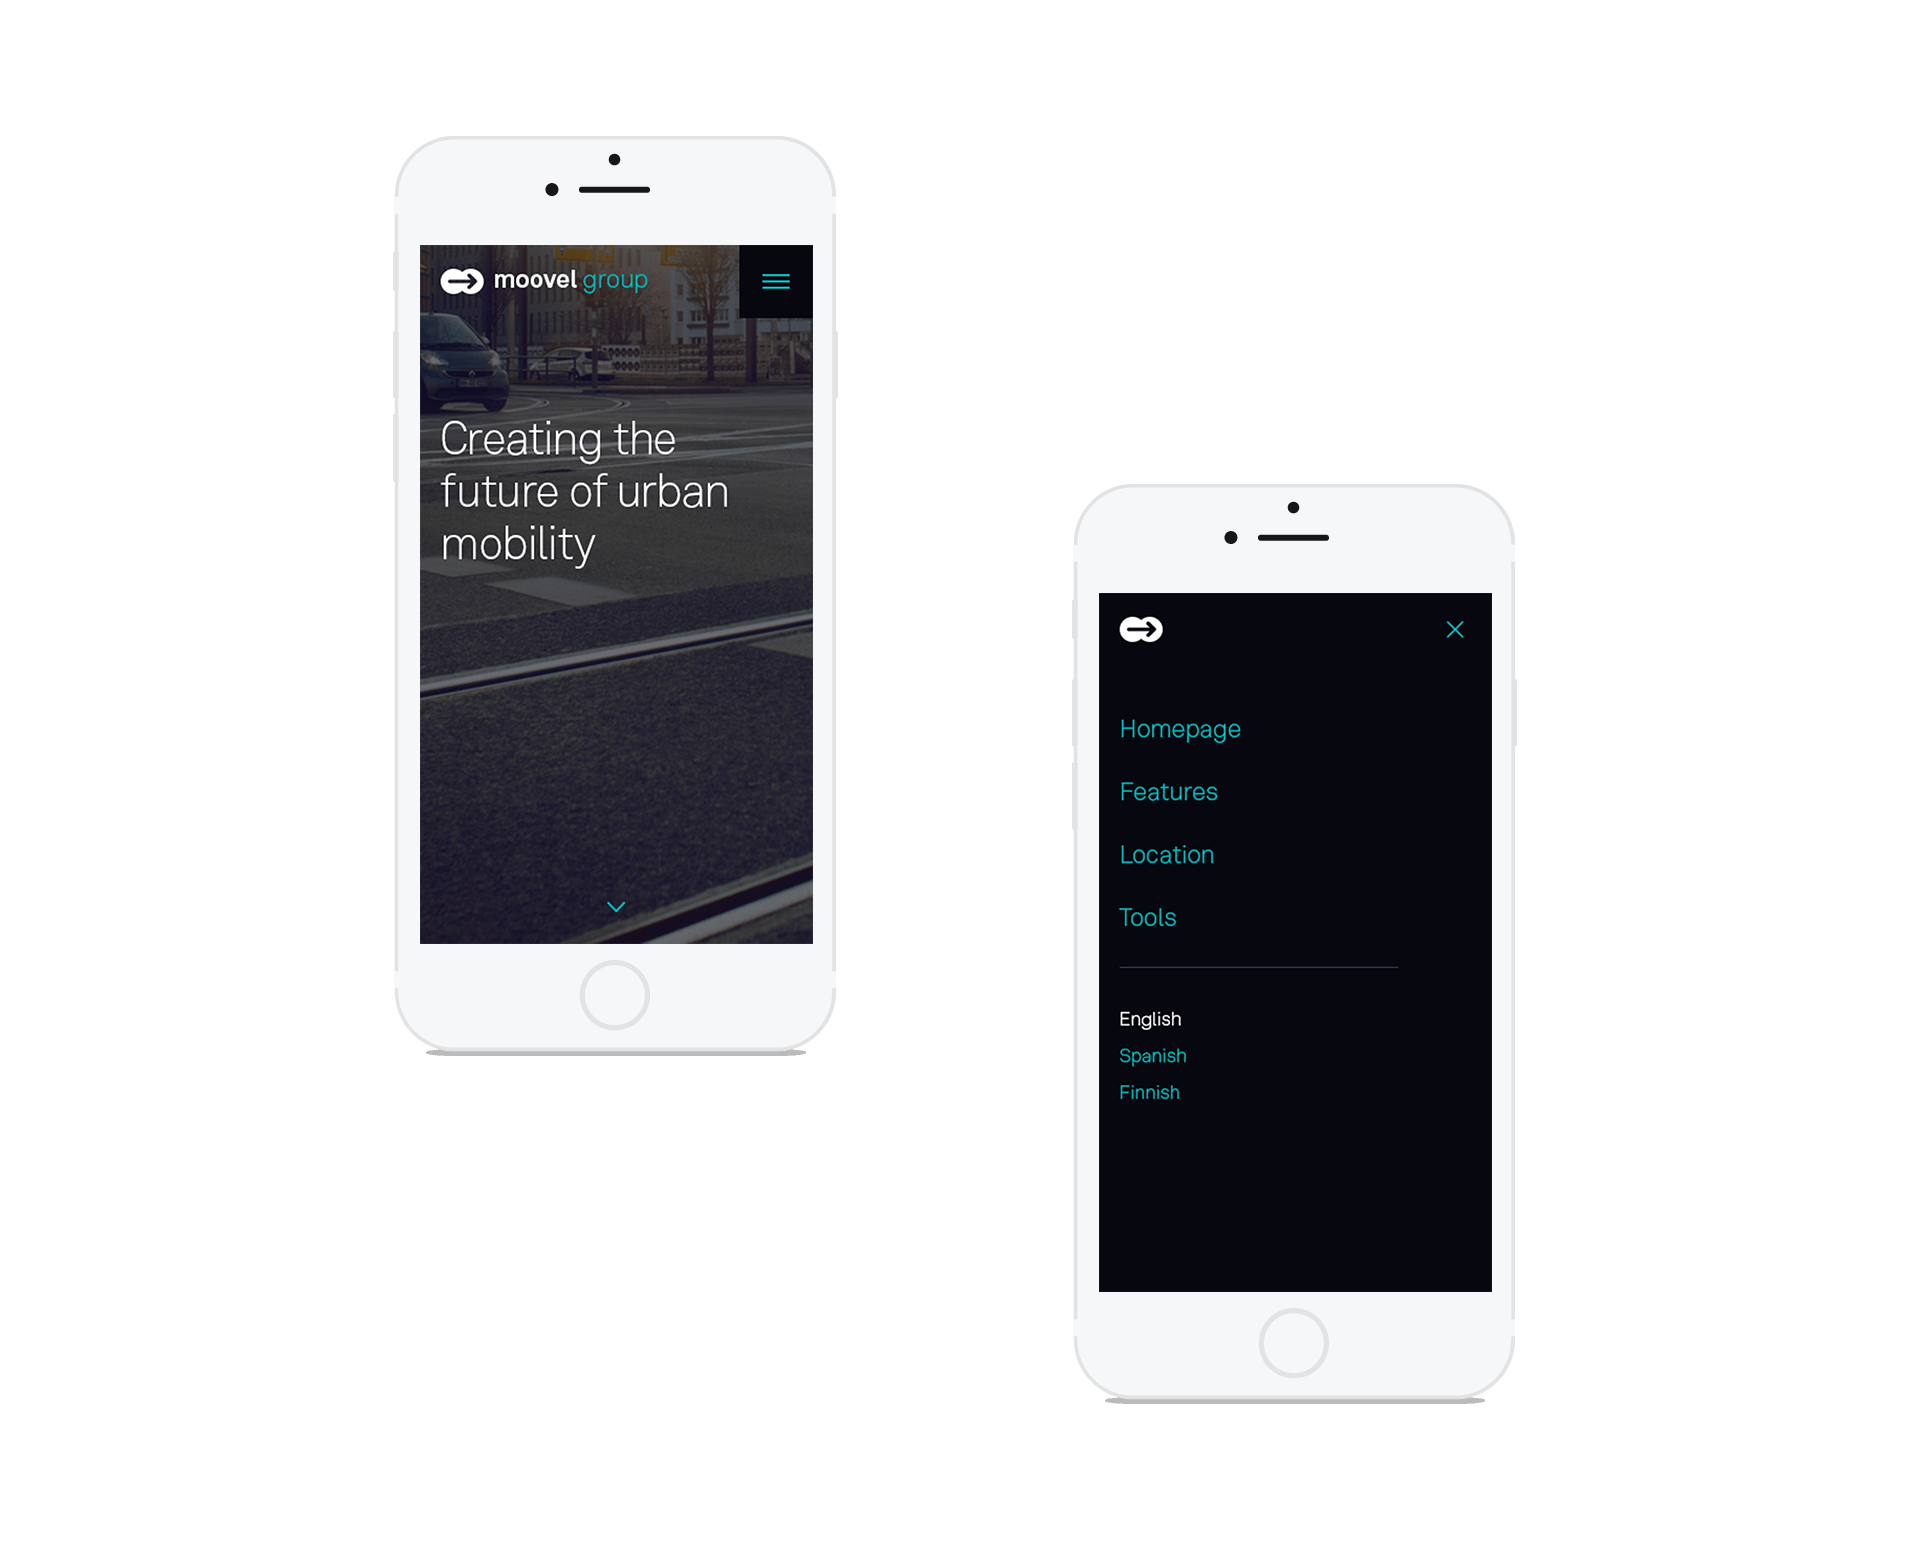 moovel group
Creating the
future of urban
mobility
Homepage
Features
Location
Tools
English
Spanish
Finnish